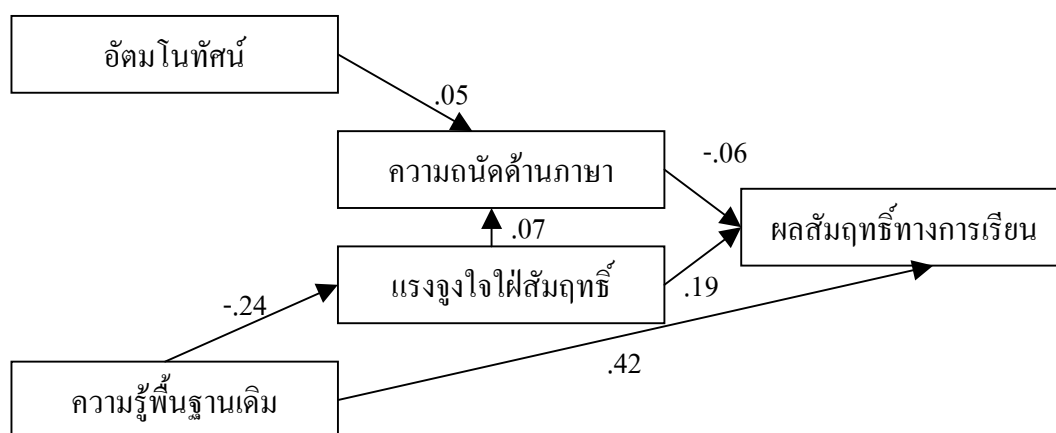 อัตมโนทัศน์
.05
ความถนัดด้านภาษา
-.06
ผลสัมฤทธิ์ทางการเรียน
.07
แรงจูงใจใฝ่สัมฤทธิ์
.19
-.24
.42
ความรู้พื้นฐานเดิม